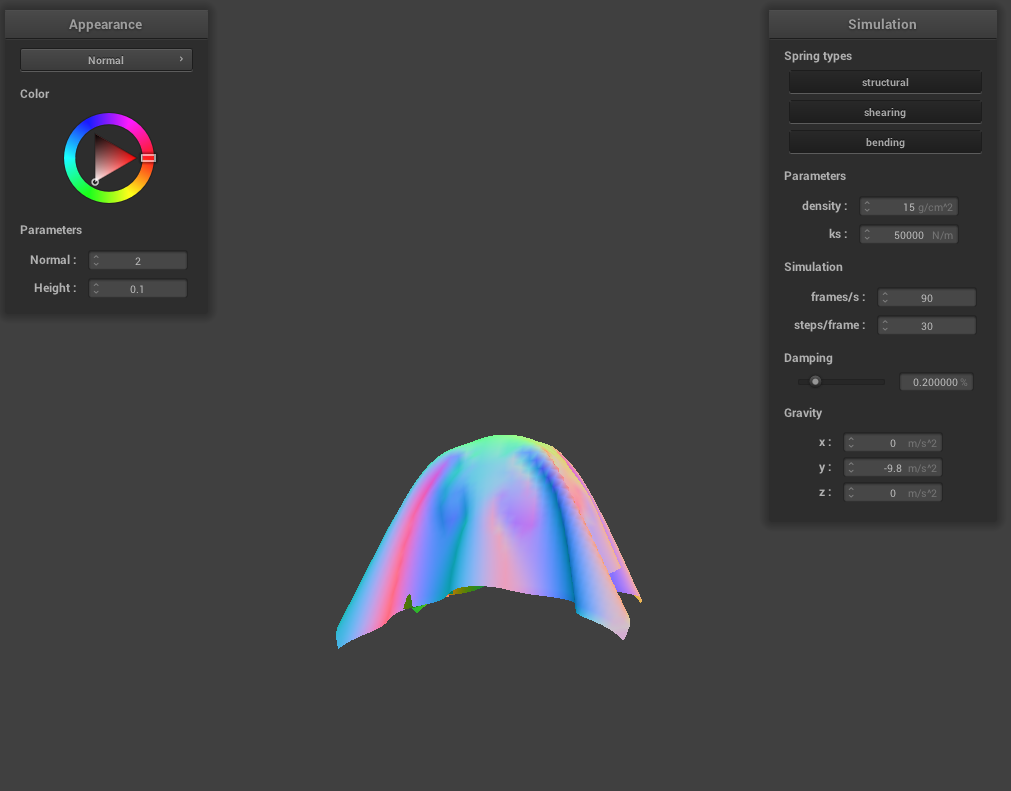 Appearance
Normal ›
Color
Parameters
Normal : 2
Height : 0.1
Simulation
Spring types
structural
shearing
bending
Parameters
density : 15 g/cm^2
ks : 50000 N/m
Simulation
frames/s : 90
steps/frame : 30
Damping
0.200000 %
Gravity
x : 0 m/s^2
y : -9.8 m/s^2
z : 0 m/s^2